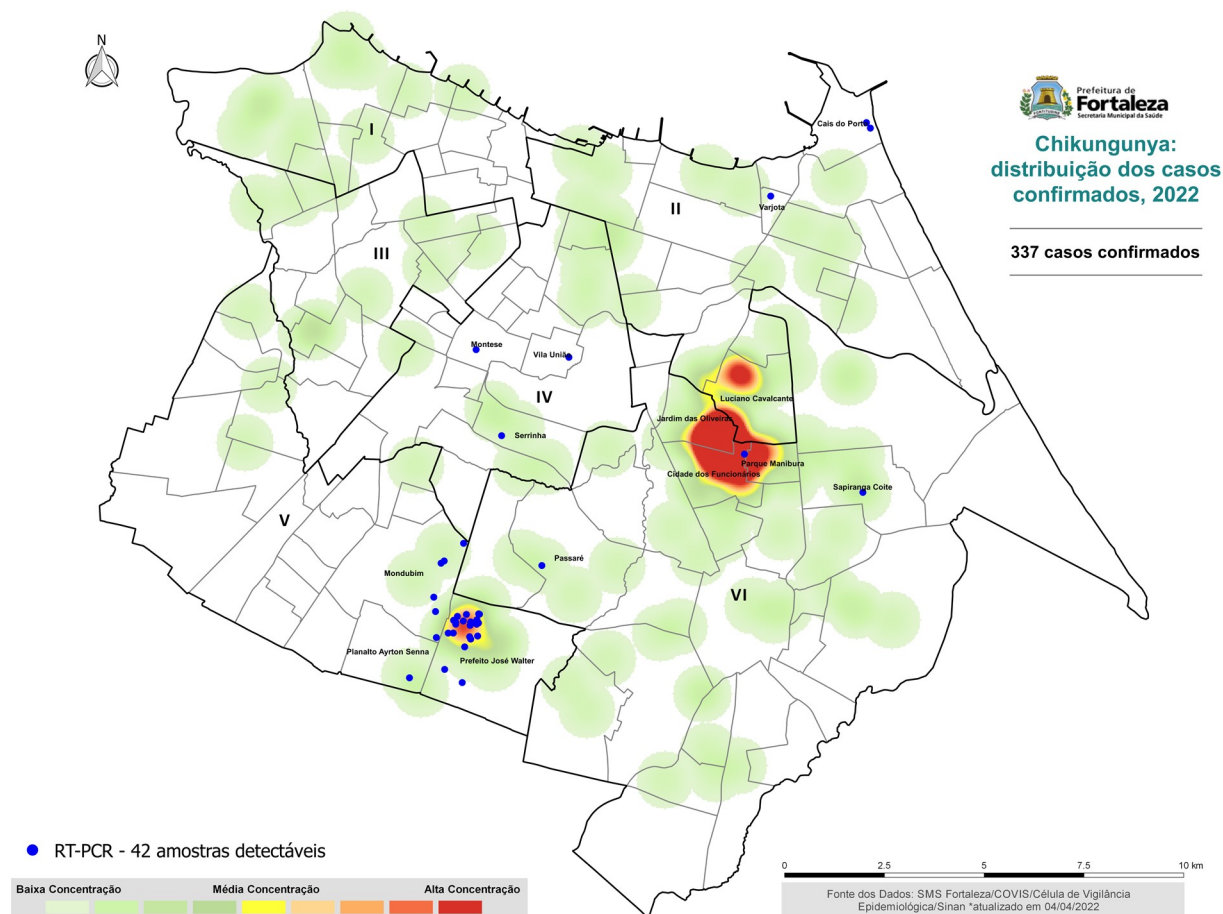 N
Prefeitura de
Fortaleza
Secretaria Municipal da Saúde
Chikungunya:
distribuição dos casos
confirmados, 2022
337 casos confirmados
Cais do Porto
I
II
Varjota
III
Montese
Vila União
Luciano Cavalcante
IV
Jardim das Oliveiras
Serrinha
Parque Manibura
Cidade dos Funcionários
Sapiranga Coite
V
Passaré
Mondubim
VI
Planalto Ayrton Senna
Prefeito José Walter
RT-PCR - 42 amostras detectáveis
0 2.5 5 7.5 10 km
Baixa Concentração Média Concentração Alta Concentração
Fonte dos Dados: SMS Fortaleza/COVIS/Célula de Vigilância
Epidemiológica/Sinan *atualizado em 04/04/2022